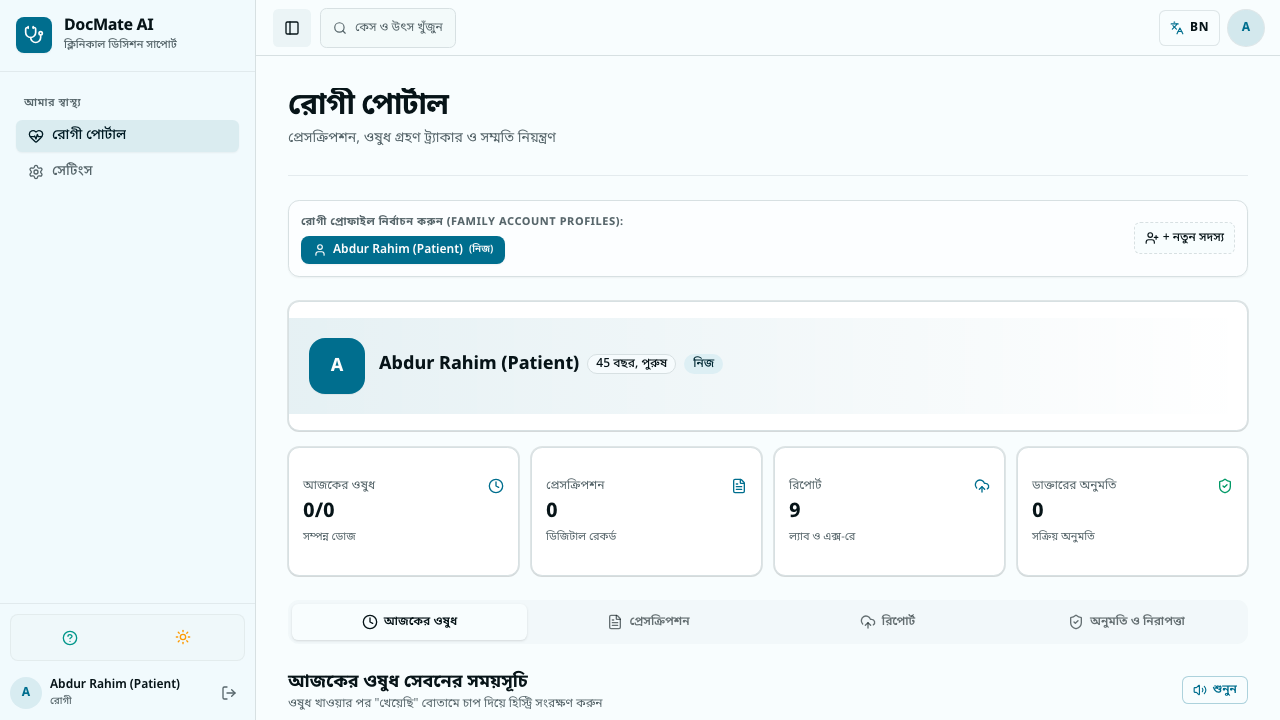 DocMate AI
ক্লিনিকাল ডিসিশন সাপোর্ট
আমার স্বাস্থ্য
রোগী পোর্টাল
সেটিংস
A
Abdur Rahim (Patient)
রোগী
কেস ও উৎস খুঁজুন
BN
A
রোগী পোর্টাল
প্রেসক্রিপশন, ওষুধ গ্রহণ ট্র্যাকার ও সম্মতি নিয়ন্ত্রণ
রোগী প্রোফাইল নির্বাচন করুন (FAMILY ACCOUNT PROFILES):
Abdur Rahim (Patient) (নিজ)
+ নতুন সদস্য
A
Abdur Rahim (Patient) 45 বছর, পুরুষ নিজ
আজকের ওষুধ
0/0
সম্পন্ন ডোজ
প্রেসক্রিপশন
0
ডিজিটাল রেকর্ড
রিপোর্ট
9
ল্যাব ও এক্স-রে
ডাক্তারের অনুমতি
0
সক্রিয় অনুমতি
আজকের ওষুধ
প্রেসক্রিপশন
রিপোর্ট
অনুমতি ও নিরাপত্তা
আজকের ওষুধ সেবনের সময়সূচি
ওষুধ খাওয়ার পর "খেয়েছি" বোতামে চাপ দিয়ে হিস্ট্রি সংরক্ষণ করুন
শুনুন